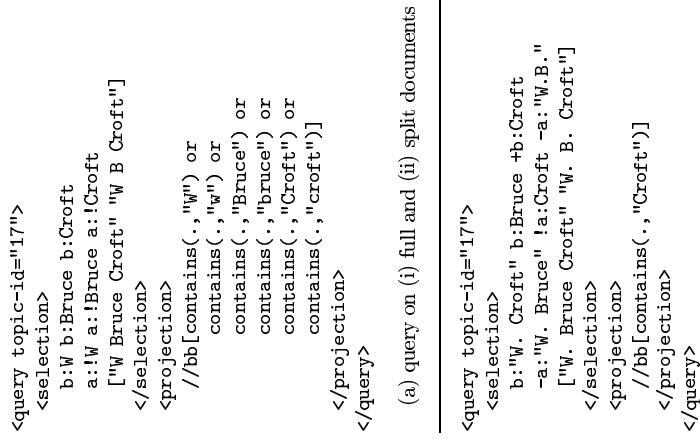 <query topic-id="17">
<selection>
b:W b:Bruce b:Croft
a:!W a:!Bruce a:!Croft
["W Bruce Croft" "W B Croft"]
</selection>
<projection>
//bb[contains(.,"W") or
contains(.,"w") or
contains(.,"Bruce") or
contains(.,"bruce") or
contains(.,"Croft") or
contains(.,"croft")]
</projection>
</query>
(a) query on (i) full and (ii) split documents
<query topic-id="17">
<selection>
b:"W. Croft" b:Bruce +b:Croft
-a:"W. Bruce" !a:Croft -a:"W.B."
["W. Bruce Croft" "W. B. Croft"]
</selection>
<projection>
//bb[contains(.,"Croft")]
</projection>
</query>